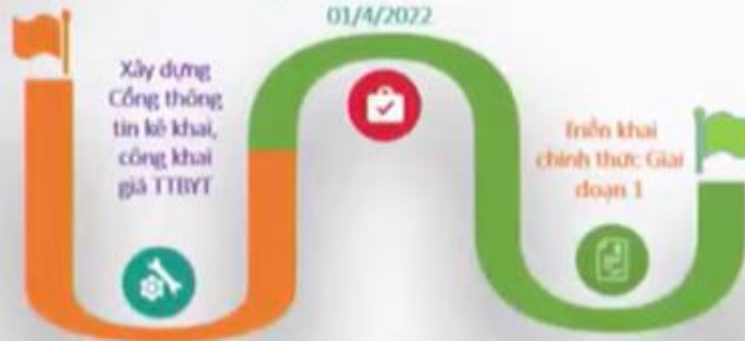 01/4/2022
Xây dựng
Cổng thông
tin kê khai,
công khai
giá TTBYT
Triển khai
chính thức Giai
đoạn 1